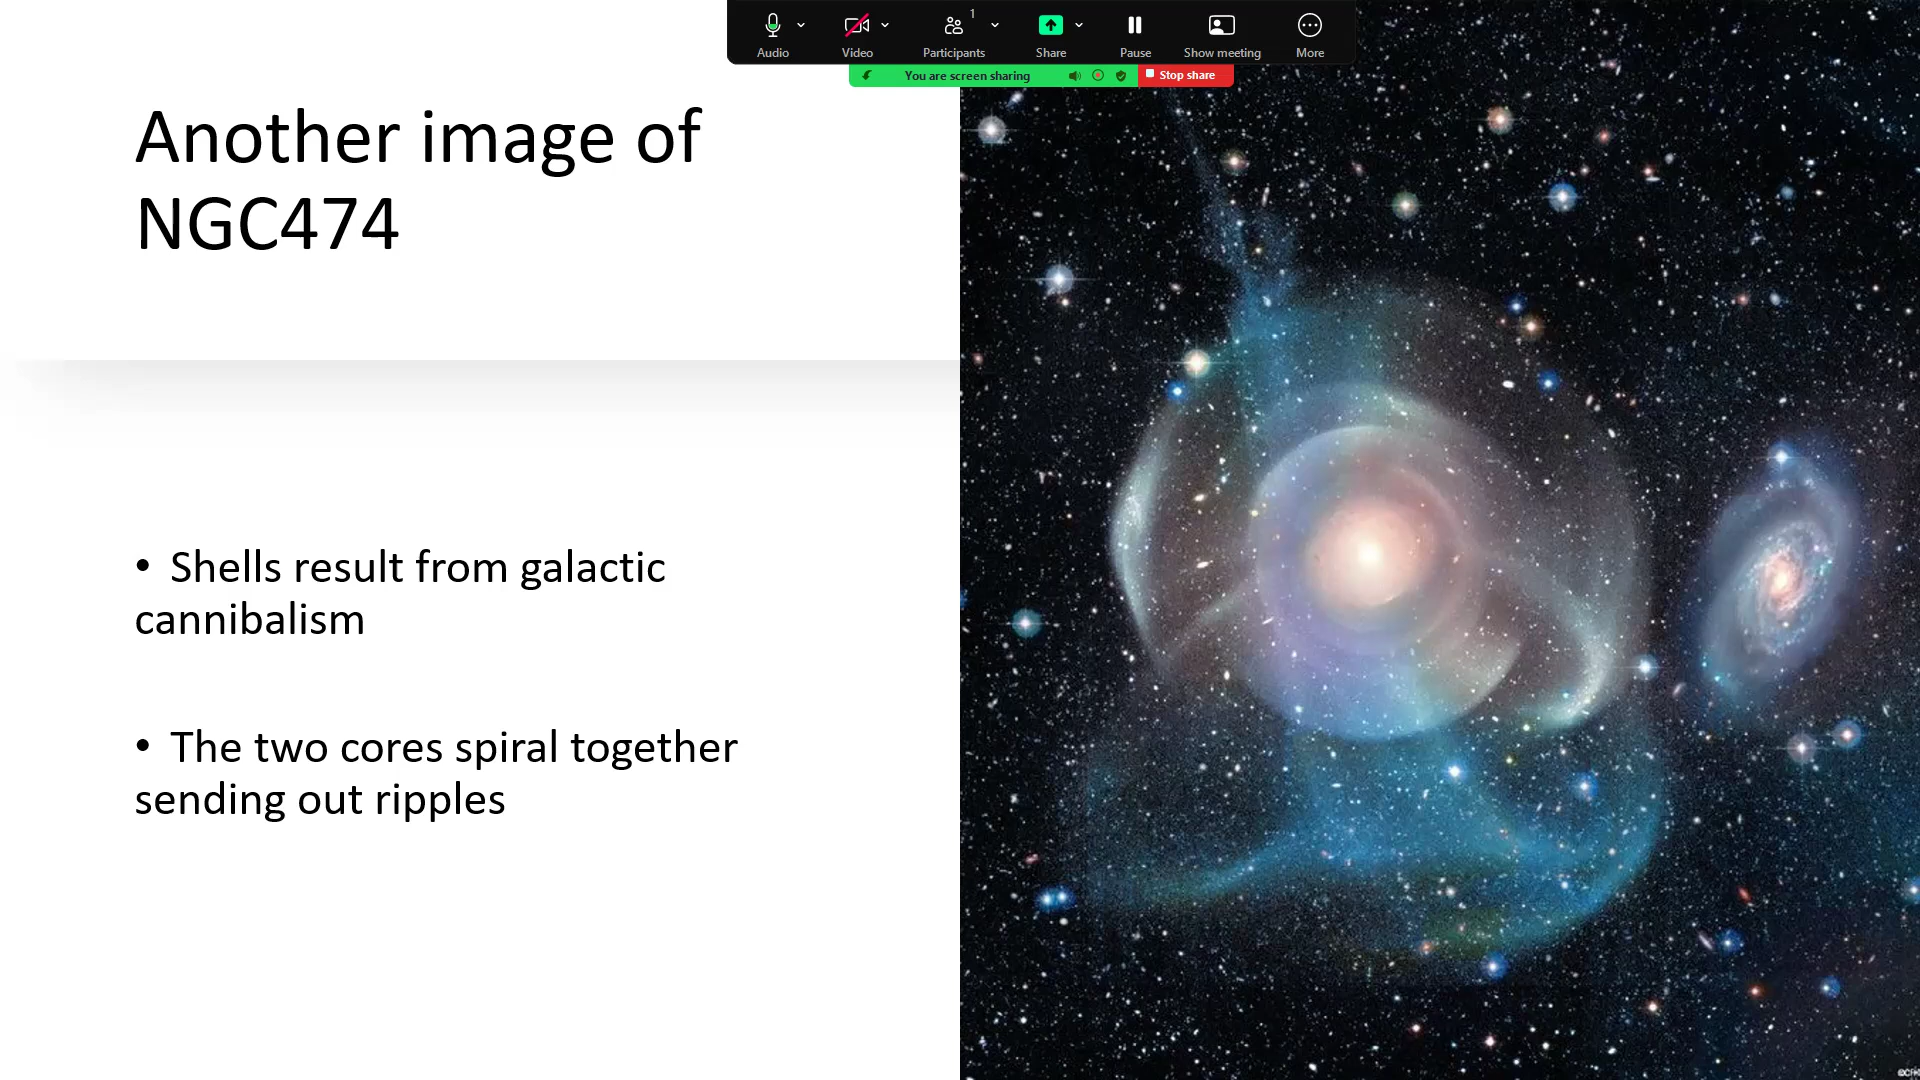 1
Audio
Video
Participants
Share
Pause
Show meeting
More
You are screen sharing
Stop share
Another image of
NGC474
• Shells result from galactic
cannibalism
• The two cores spiral together
sending out ripples